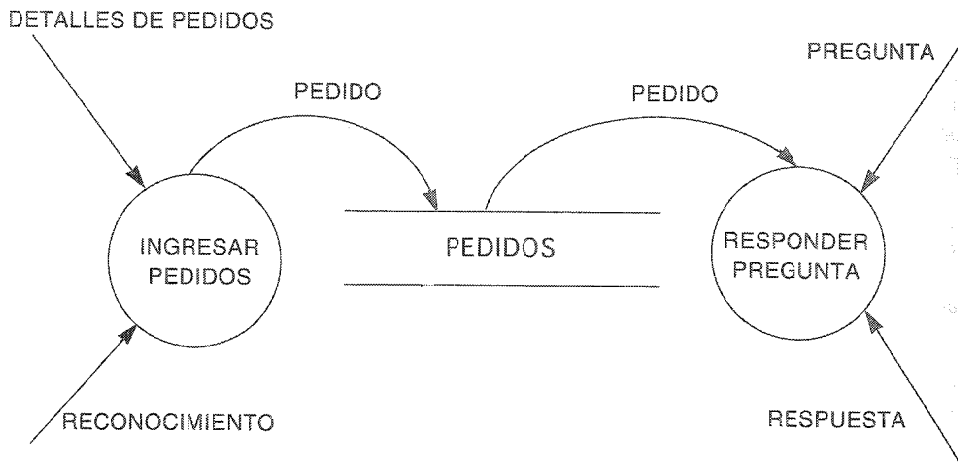 DETALLES DE PEDIDOS
PREGUNTA
PEDIDO
PEDIDO
INGRESAR
PEDIDOS
PEDIDOS
RESPONDER
PREGUNTA
RECONOCIMIENTO
RESPUESTA